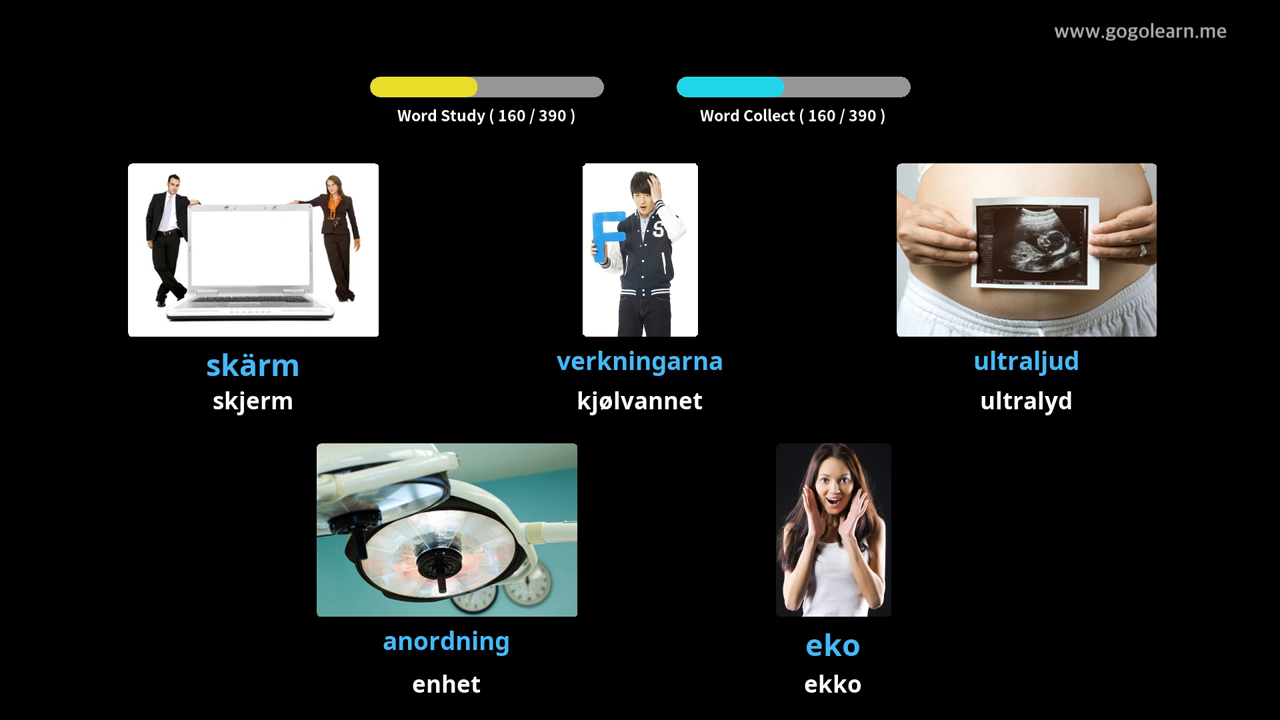 www.gogolearn.me
Word Study ( 160 / 390 )
Word Collect ( 160 / 390 )
F
S
skärm
skjerm
verkningarna
kjølvannet
ultraljud
ultralyd
anordning
enhet
eko
ekko